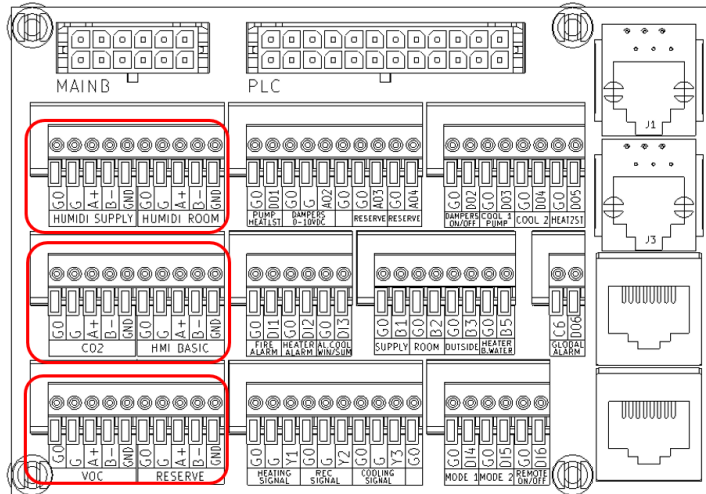 MAINB PLC
J1
G0 G A+ B- GND G0 G A+ B- GND
HUMIDI SUPPLY HUMIDI ROOM
G0 DO1 G0 G AO2 G0 G0 AO3 G0 AO4
PUMP HEAT1ST DAMPERS 0-10VDC RESERVE RESERVE
G0 DO2 G0 DO3 G0 DO4 G0 DO5
DAMPERS ON/OFF COOL 1 PUMP COOL 2 HEAT2ST
J3
G0 G A+ B- GND G0 G A+ B- GND
CO2 HMI BASIC
G0 DI1 G0 DI2 G0 DI3
FIRE ALARM HEATER ALARM AL.COOL WIN/SUM
G0 B1 G0 B2 G0 B3 G0 B5
SUPPLY ROOM OUTSIDE HEATER B.WATER
C6 DO6
GLOBAL ALARM
G0 G A+ B- GND G0 G A+ B- GND
VOC RESERVE
G0 G Y1 G0 G Y2 G0 G Y3 G0
HEATING SIGNAL REC SIGNAL COOLING SIGNAL
G0 DI4 G0 DI5 G0 DI6
MODE 1 MODE 2 REMOTE ON/OFF